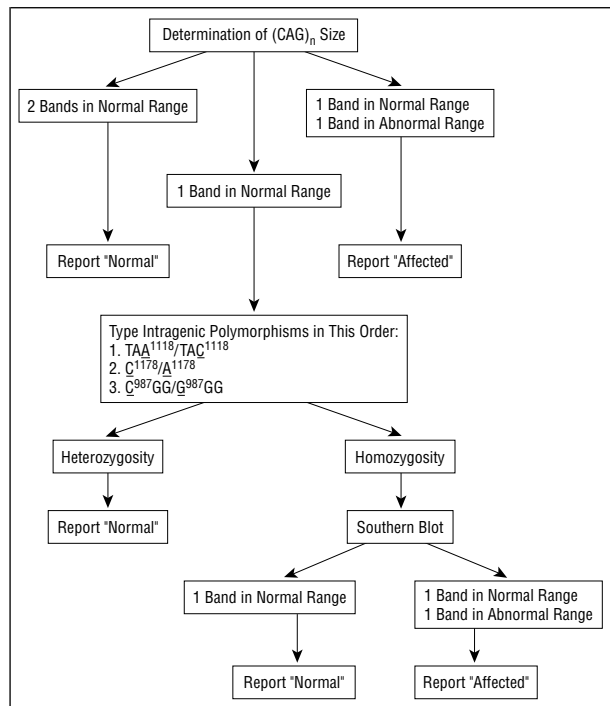 Determination of (CAG)n Size
2 Bands in Normal Range
1 Band in Normal Range
1 Band in Abnormal Range
1 Band in Normal Range
Report "Normal"
Report "Affected"
Type Intragenic Polymorphisms in This Order:
1. TAA¹¹¹⁸/TAC¹¹¹⁸
2. C¹¹⁷⁸/A¹¹⁷⁸
3. C⁹⁸⁷GG/G⁹⁸⁷GG
Heterozygosity
Homozygosity
Report "Normal"
Southern Blot
1 Band in Normal Range
1 Band in Normal Range
1 Band in Abnormal Range
Report "Normal"
Report "Affected"